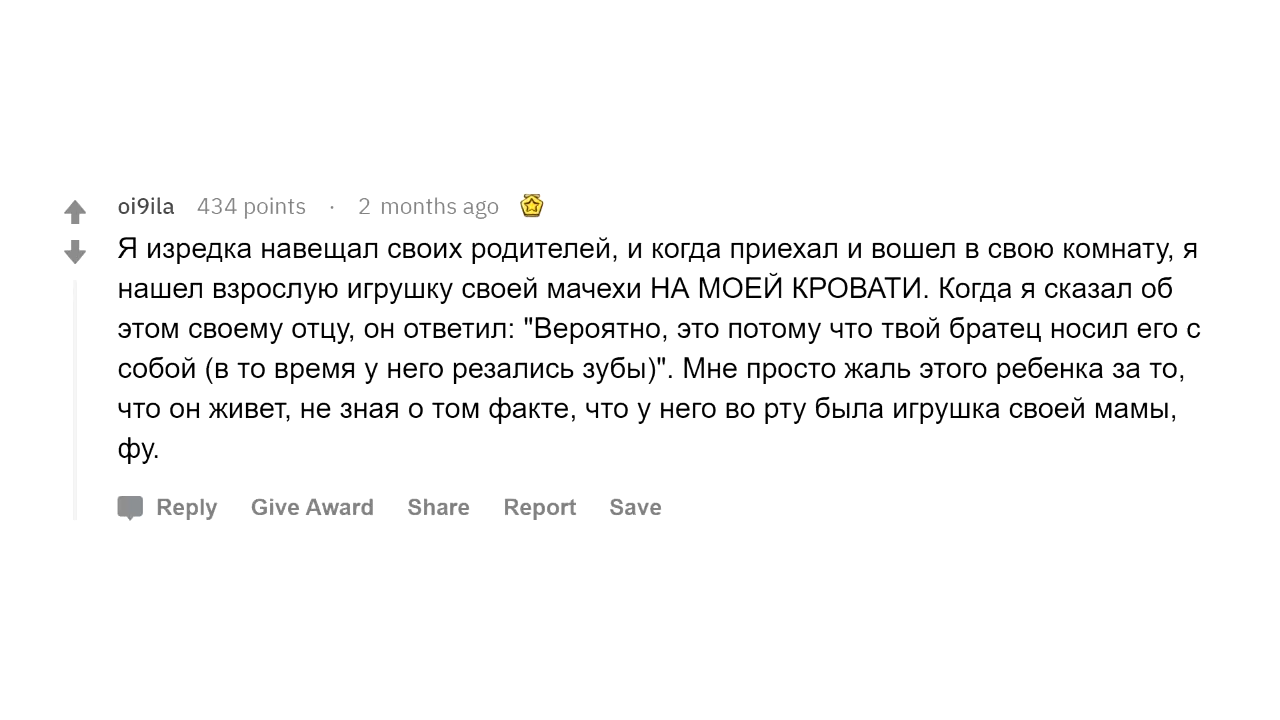 oi9ila 434 points · 2 months ago
Я изредка навещал своих родителей, и когда приехал и вошел в свою комнату, я
нашел взрослую игрушку своей мачехи НА МОЕЙ КРОВАТИ. Когда я сказал об
этом своему отцу, он ответил: "Вероятно, это потому что твой братец носил его с
собой (в то время у него резались зубы)". Мне просто жаль этого ребенка за то,
что он живет, не зная о том факте, что у него во рту была игрушка своей мамы,
фу.
Reply Give Award Share Report Save